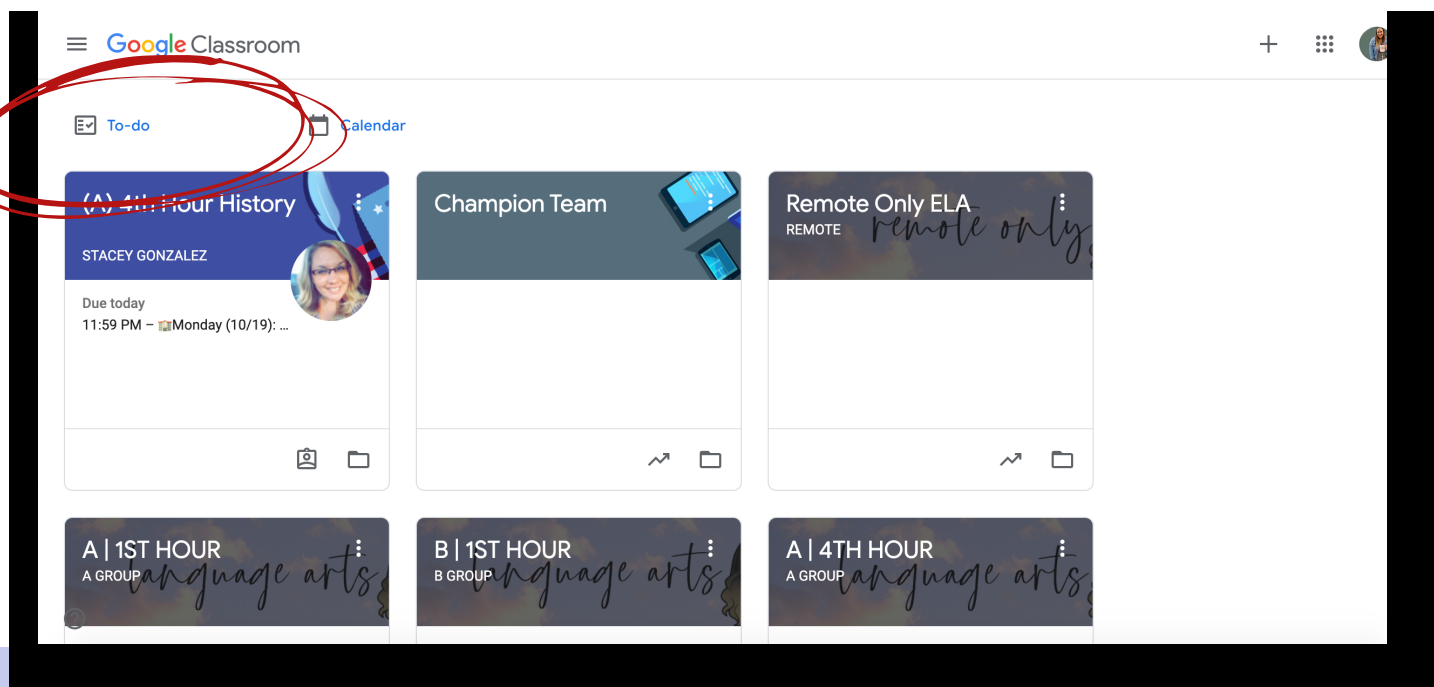 Google Classroom
To-do
Calendar
(A) 4th Hour History
STACEY GONZALEZ
Due today
11:59 PM – 🏫Monday (10/19): ...
Champion Team
Remote Only ELA
REMOTE
remote only
A | 1ST HOUR
A GROUP
language arts
B | 1ST HOUR
B GROUP
language arts
A | 4TH HOUR
A GROUP
language arts